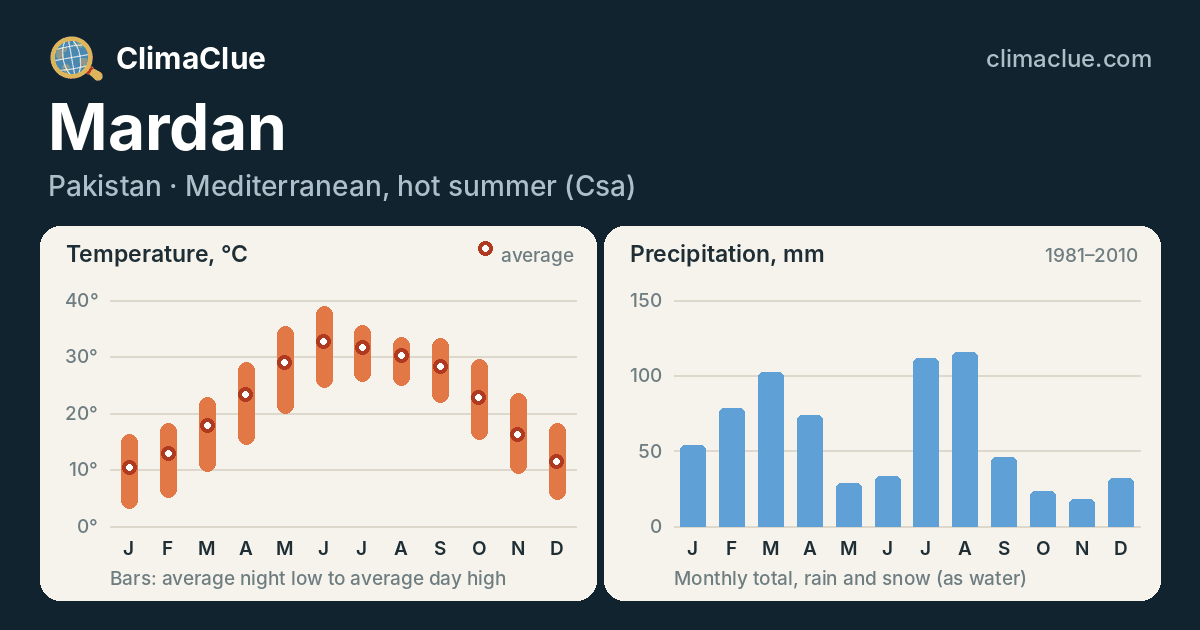 ClimaClue
climaclue.com
Mardan
Pakistan · Mediterranean, hot summer (Csa)
Temperature, °C
average
40°
30°
20°
10°
0°
J F M A M J J A S O N D
Bars: average night low to average day high
Precipitation, mm
1981–2010
150
100
50
0
J F M A M J J A S O N D
Monthly total, rain and snow (as water)